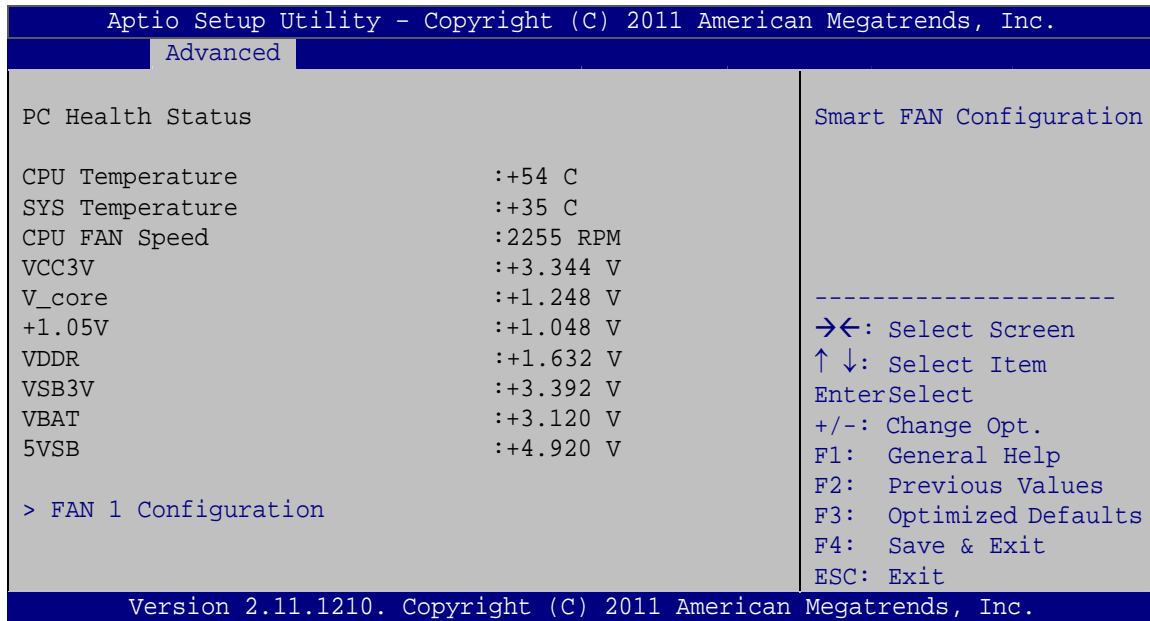 Aptio Setup Utility – Copyright (C) 2011 American Megatrends, Inc.
Advanced
PC Health Status
CPU Temperature :+54 C
SYS Temperature :+35 C
CPU FAN Speed :2255 RPM
VCC3V :+3.344 V
V_core :+1.248 V
+1.05V :+1.048 V
VDDR :+1.632 V
VSB3V :+3.392 V
VBAT :+3.120 V
5VSB :+4.920 V
> FAN 1 Configuration
Smart FAN Configuration
---------------------
→←: Select Screen
↑ ↓: Select Item
EnterSelect
+/-: Change Opt.
F1: General Help
F2: Previous Values
F3: Optimized Defaults
F4: Save & Exit
ESC: Exit
Version 2.11.1210. Copyright (C) 2011 American Megatrends, Inc.